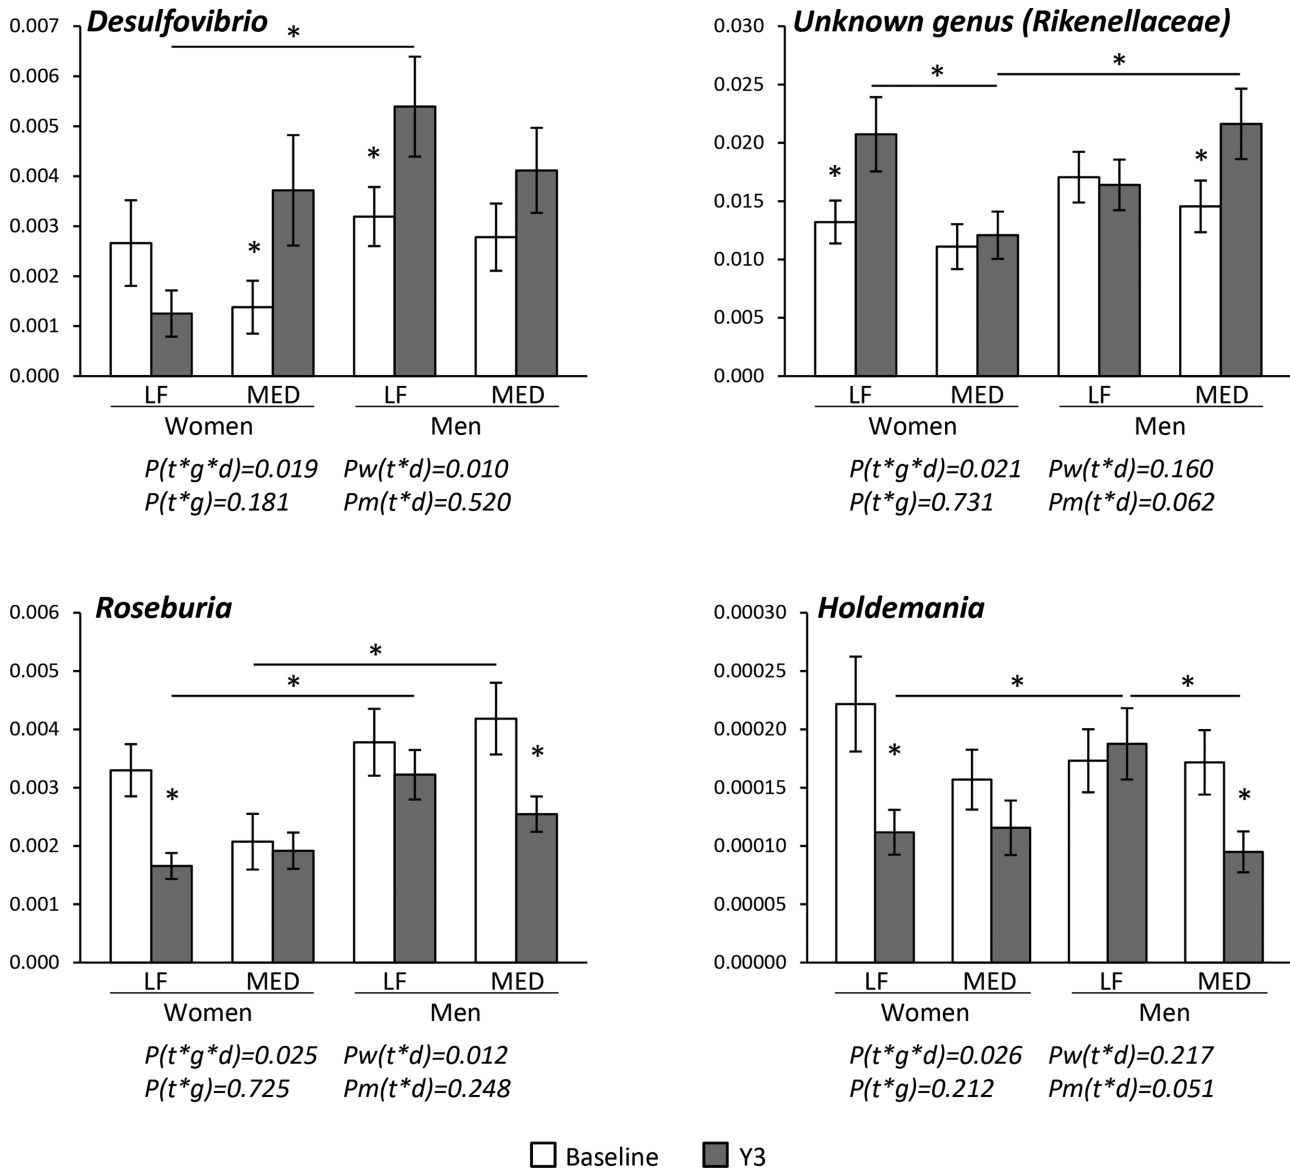 Desulfovibrio
0.007
0.006
0.005
0.004
0.003
0.002
0.001
0.000
*
*
*
LF MED LF MED
Women Men
P(t*g*d)=0.019 Pw(t*d)=0.010
P(t*g)=0.181 Pm(t*d)=0.520
Unknown genus (Rikenellaceae)
0.030
0.025
0.020
0.015
0.010
0.005
0.000
*
*
*
*
LF MED LF MED
Women Men
P(t*g*d)=0.021 Pw(t*d)=0.160
P(t*g)=0.731 Pm(t*d)=0.062
Roseburia
0.006
0.005
0.004
0.003
0.002
0.001
0.000
*
*
*
*
LF MED LF MED
Women Men
P(t*g*d)=0.025 Pw(t*d)=0.012
P(t*g)=0.725 Pm(t*d)=0.248
Holdemania
0.00030
0.00025
0.00020
0.00015
0.00010
0.00005
0.00000
*
*
*
*
LF MED LF MED
Women Men
P(t*g*d)=0.026 Pw(t*d)=0.217
P(t*g)=0.212 Pm(t*d)=0.051
Baseline Y3